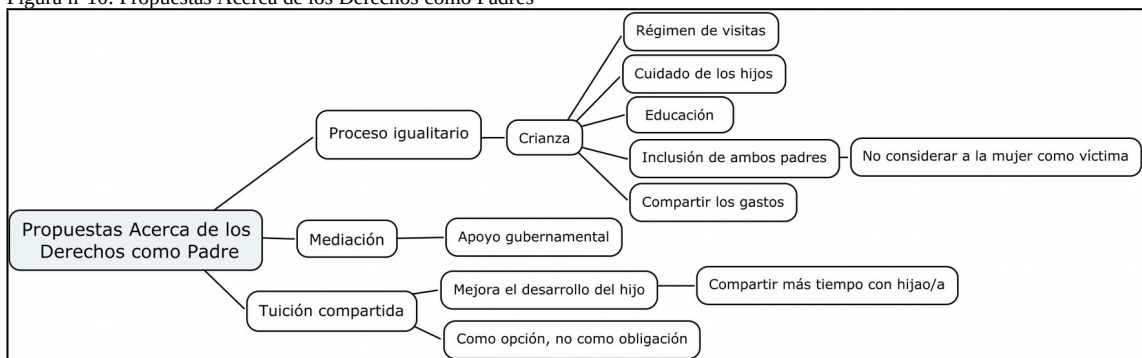 Figura nº10: Propuestas Acerca de los Derechos como Padres
Régimen de visitas
Cuidado de los hijos
Proceso igualitario
Crianza
Educación
Inclusión de ambos padres
No considerar a la mujer como víctima
Compartir los gastos
Propuestas Acerca de los
Derechos como Padre
Mediación
Apoyo gubernamental
Tuición compartida
Mejora el desarrollo del hijo
Compartir más tiempo con hijao/a
Como opción, no como obligación